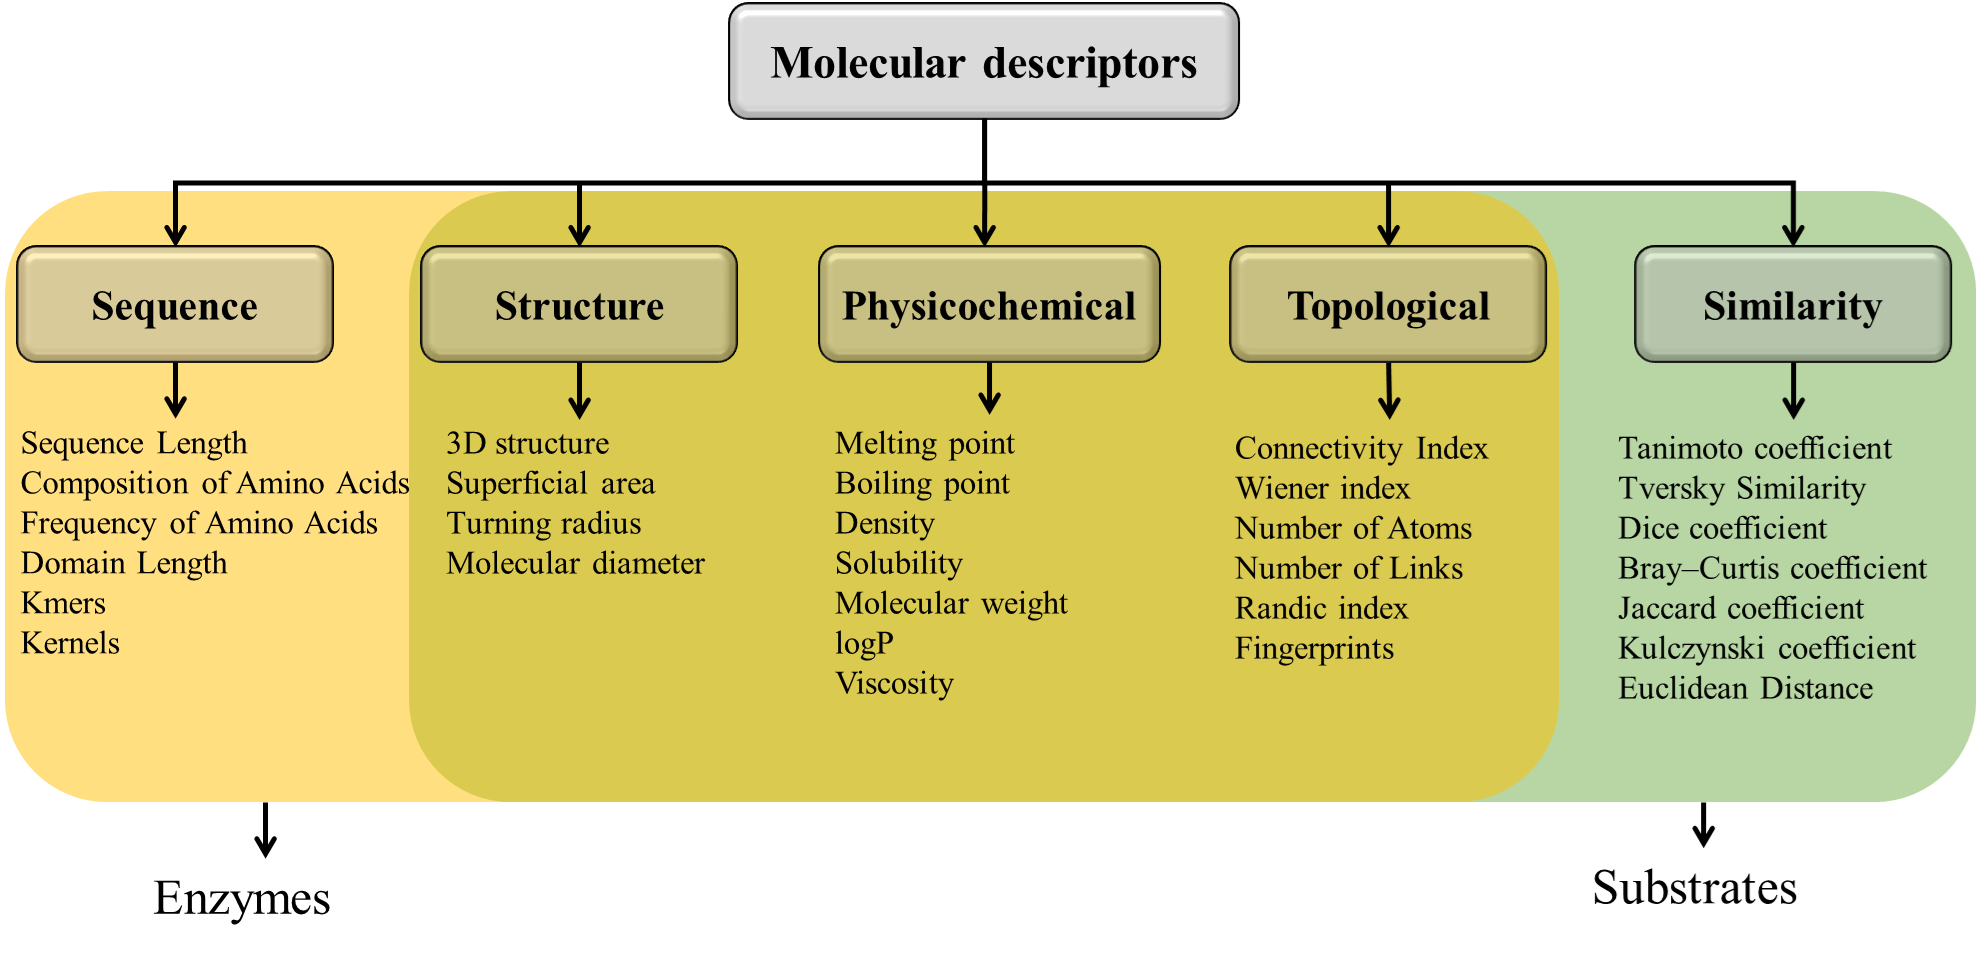 Molecular descriptors
Sequence
Sequence Length
Composition of Amino Acids
Frequency of Amino Acids
Domain Length
Kmers
Kernels
Structure
3D structure
Superficial area
Turning radius
Molecular diameter
Physicochemical
Melting point
Boiling point
Density
Solubility
Molecular weight
logP
Viscosity
Topological
Connectivity Index
Wiener index
Number of Atoms
Number of Links
Randic index
Fingerprints
Similarity
Tanimoto coefficient
Tversky Similarity
Dice coefficient
Bray–Curtis coefficient
Jaccard coefficient
Kulczynski coefficient
Euclidean Distance
Enzymes
Substrates